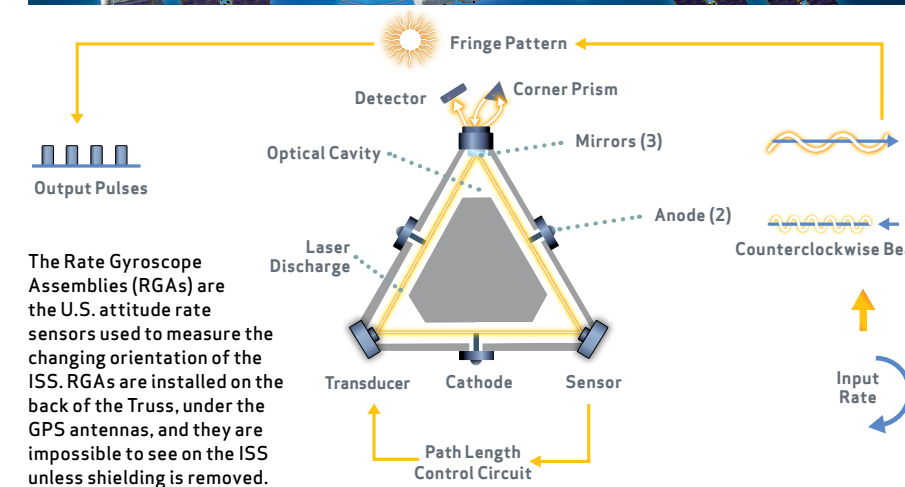 Fringe Pattern
Detector
Corner Prism
Optical Cavity
Mirrors (3)
Output Pulses
Anode (2)
Laser
Discharge
Counterclockwise
The Rate Gyroscope
Assemblies (RGAs) are
the U.S. attitude rate
sensors used to measure the
changing orientation of the
ISS. RGAs are installed on the
back of the Truss, under the
GPS antennas, and they are
impossible to see on the ISS
unless shielding is removed.
Transducer
Cathode
Sensor
Input
Rate
Path Length
Control Circuit